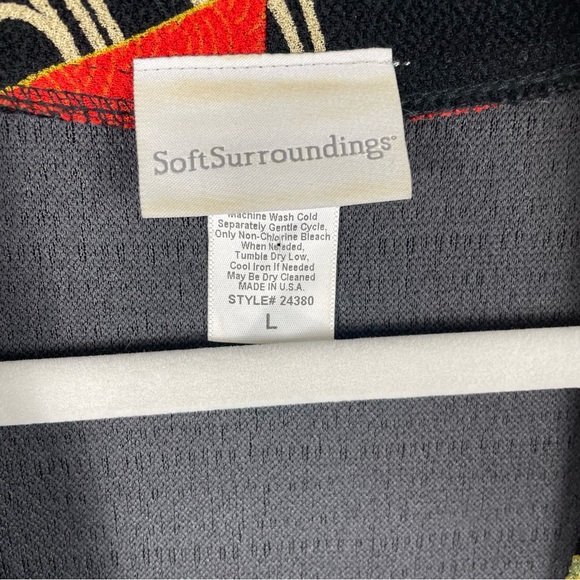 SoftSurroundings®
Machine Wash Cold
Separately Gentle Cycle,
Only Non-Chlorine Bleach
When Needed,
Tumble Dry Low,
Cool Iron If Needed
May Be Dry Cleaned
MADE IN U.S.A.
STYLE# 24380
L